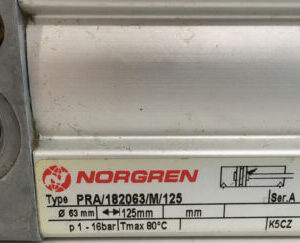 NORGREN
Type PRA/182063/M/125 Ser.A
Ø 63 mm 125mm mm
p 1 - 16bar Tmax 80°C K5CZ